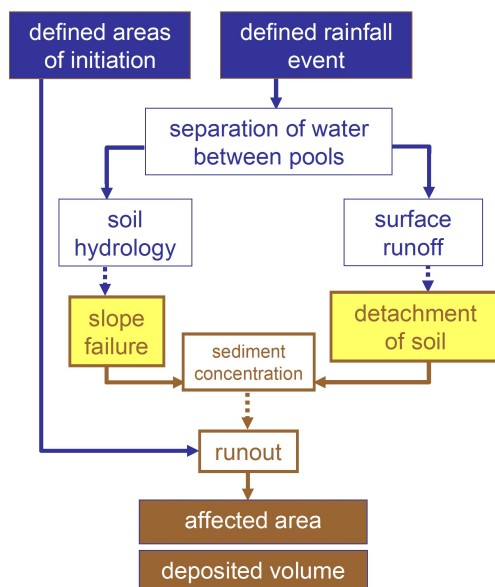 defined areas
of initiation
defined rainfall
event
separation of water
between pools
soil
hydrology
surface
runoff
slope
failure
detachment
of soil
sediment
concentration
runout
affected area
deposited volume